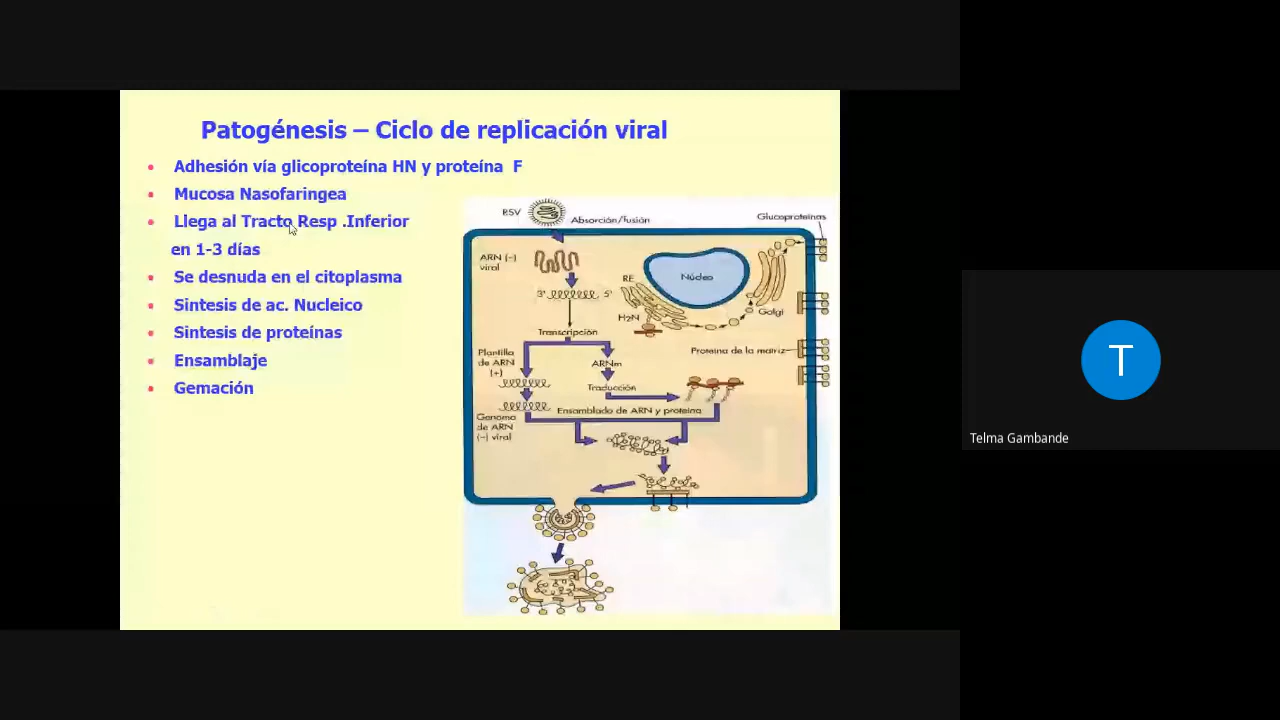 Patogénesis – Ciclo de replicación viral
Adhesión vía glicoproteína HN y proteína F
Mucosa Nasofaringea
Llega al Tracto Resp .Inferior
en 1-3 días
Se desnuda en el citoplasma
Sintesis de ac. Nucleico
Sintesis de proteínas
Ensamblaje
Gemación
RSV
Absorción/fusión
Glucoproteínas
ARN (–)
viral
RE
Núcleo
3'
5'
H2N
Golgi
Transcripción
Proteína de la matriz
Plantilla
de ARN
(+)
ARNm
Traducción
Ensamblado de ARN y proteína
Genoma
de ARN
(–) viral
T
Telma Gambande